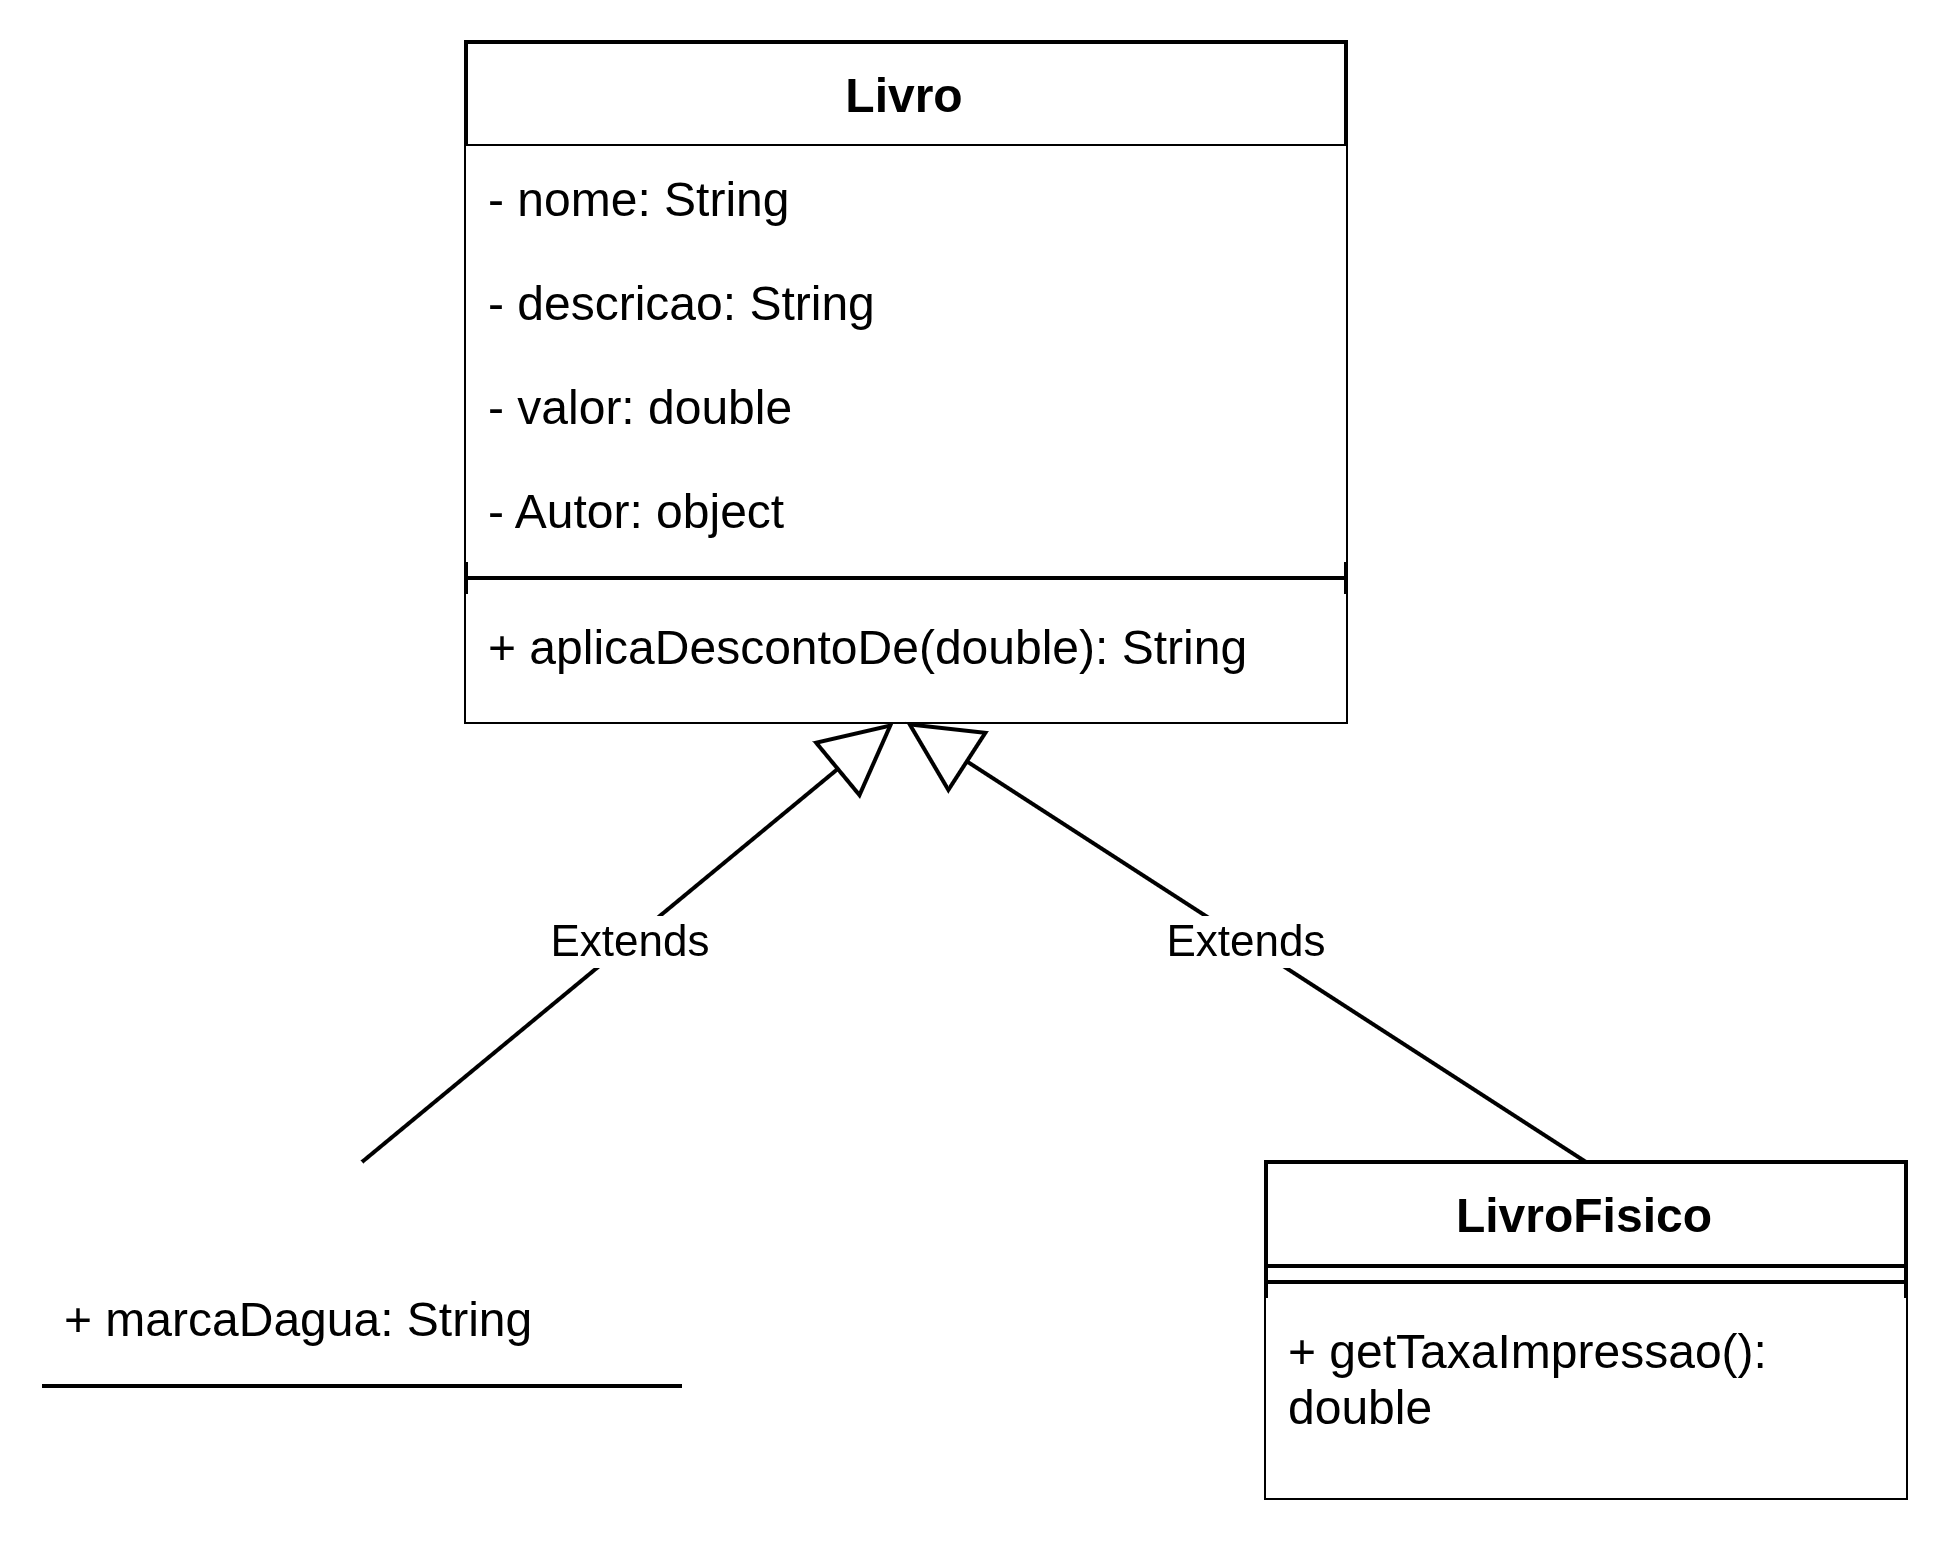 Livro
- nome: String
- descricao: String
- valor: double
- Autor: object
+ aplicaDescontoDe(double): String
Extends
Extends
+ marcaDagua: String
LivroFisico
+ getTaxaImpressao():
double